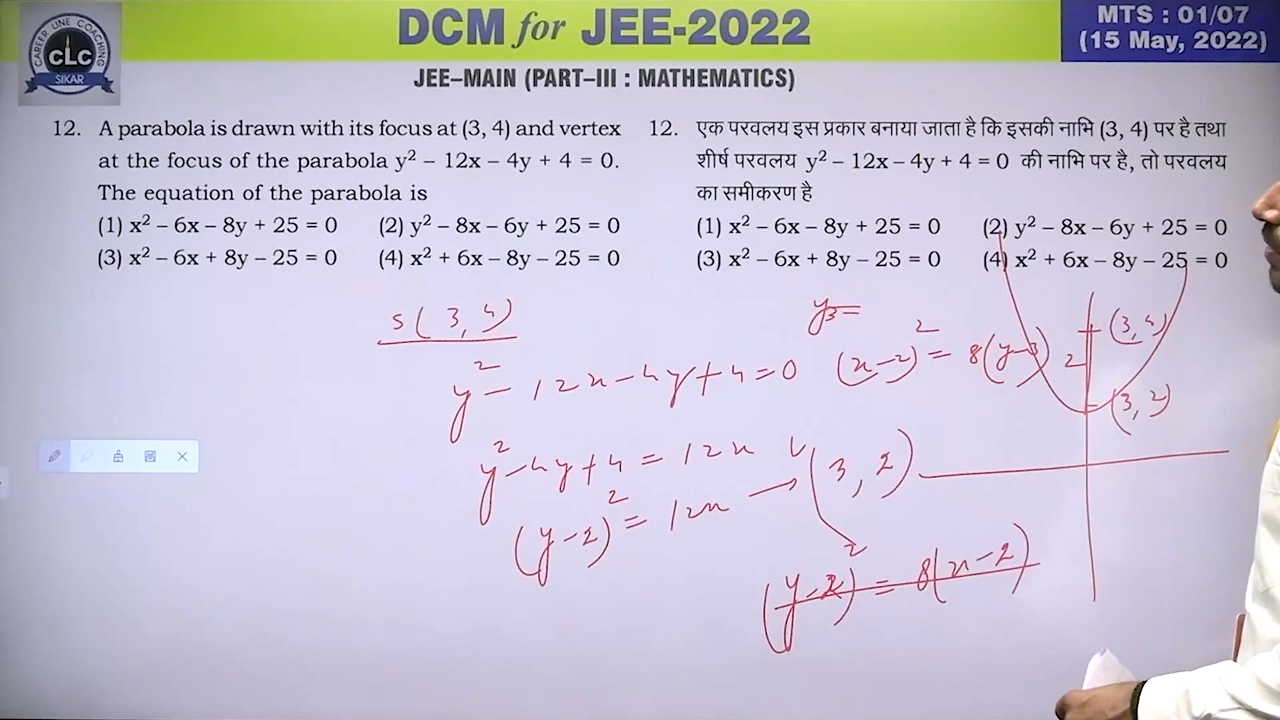 CAREER LINE COACHING
CLC
SIKAR
DCM for JEE-2022
MTS : 01/07
(15 May, 2022)
JEE–MAIN (PART–III : MATHEMATICS)
12. A parabola is drawn with its focus at (3, 4) and vertex
at the focus of the parabola y² – 12x – 4y + 4 = 0.
The equation of the parabola is
(1) x² – 6x – 8y + 25 = 0 (2) y² – 8x – 6y + 25 = 0
(3) x² – 6x + 8y – 25 = 0 (4) x² + 6x – 8y – 25 = 0
12. एक परवलय इस प्रकार बनाया जाता है कि इसकी नाभि (3, 4) पर है तथा
शीर्ष परवलय y² – 12x – 4y + 4 = 0 की नाभि पर है, तो परवलय
का समीकरण है
(1) x² – 6x – 8y + 25 = 0 (2) y² – 8x – 6y + 25 = 0
(3) x² – 6x + 8y – 25 = 0 (4) x² + 6x – 8y – 25 = 0
S(3,4)
y² – 12x – 4y + 4 = 0
y² – 4y + 4 = 12x
(y – 2)² = 12x → (3, 2)
(x – 2)² = 8(y – 3)
2
(3,4)
(3,2)
= 8(x – 2)